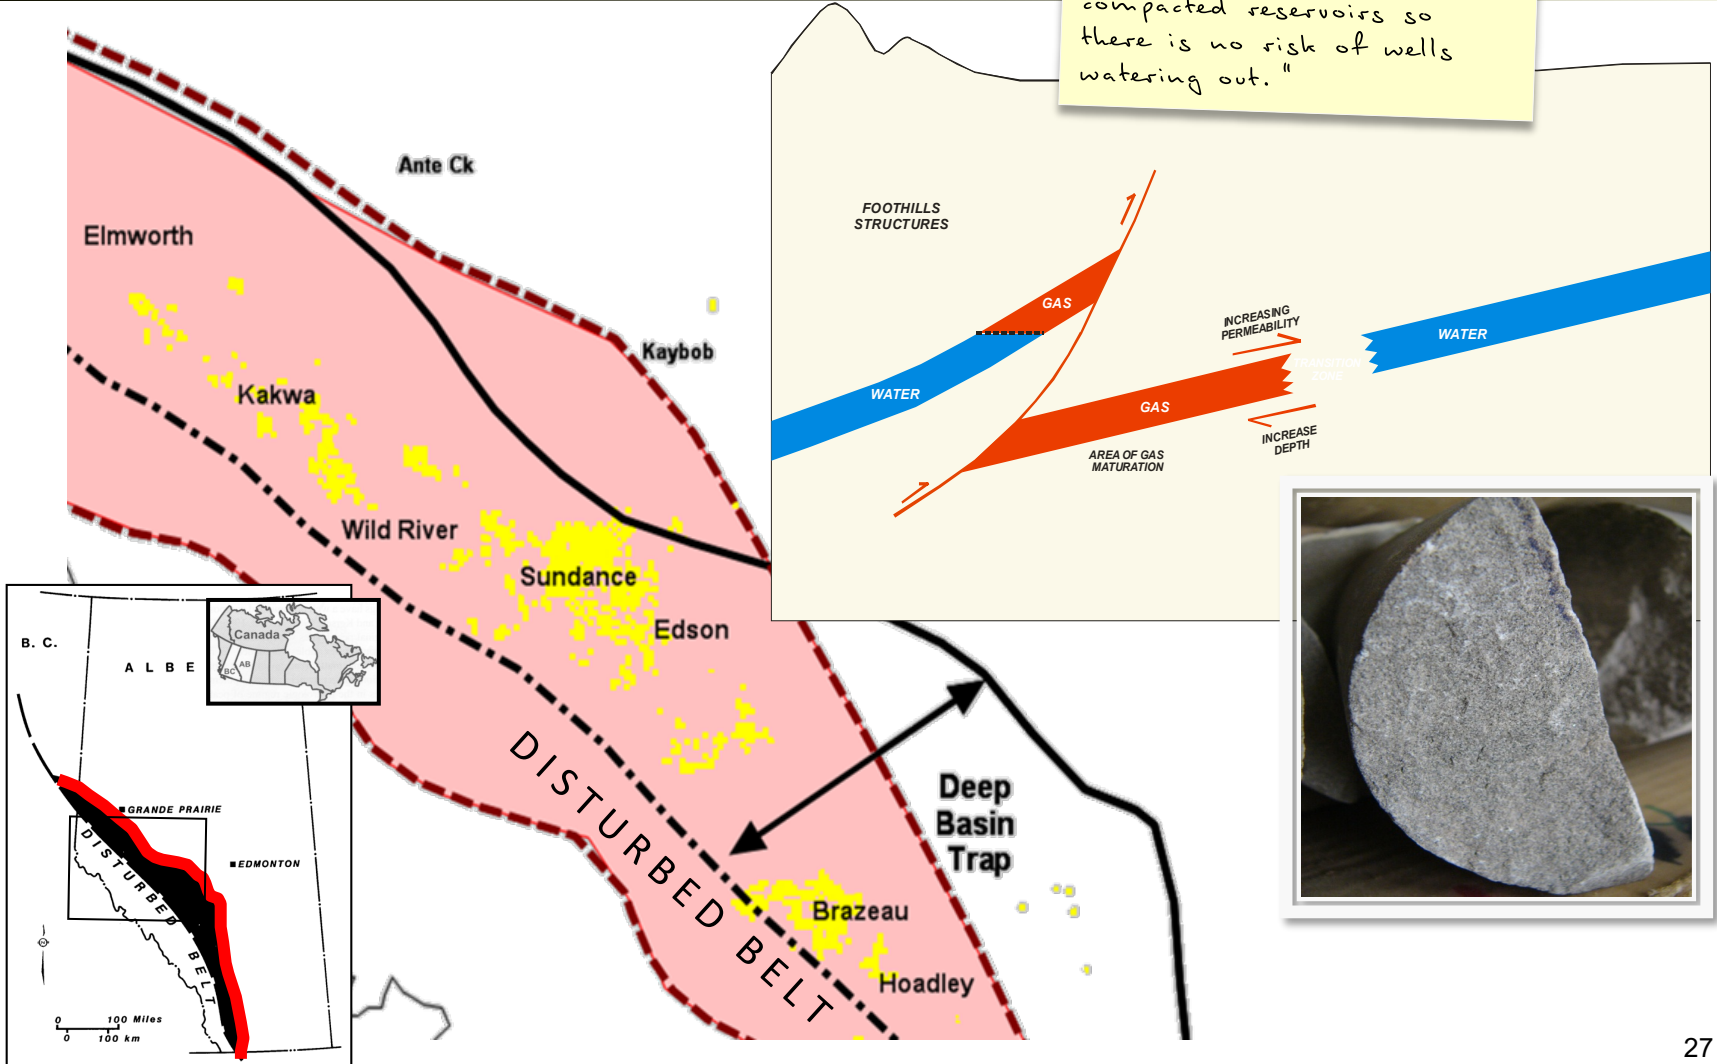 compacted reservoirs so
there is no risk of wells
watering out."
Ante Ck
Elmworth
Kaybob
Kakwa
Wild River
Sundance
Edson
DISTURBED BELT
Deep
Basin
Trap
Brazeau
Hoadley
FOOTHILLS
STRUCTURES
GAS
WATER
INCREASING
PERMEABILITY
TRANSITION
ZONE
WATER
GAS
INCREASE
DEPTH
AREA OF GAS
MATURATION
B. C.
A L B E
Canada
BC
AB
GRANDE PRAIRIE
EDMONTON
DISTURBED BELT
0 100 Miles
0 100 km
27